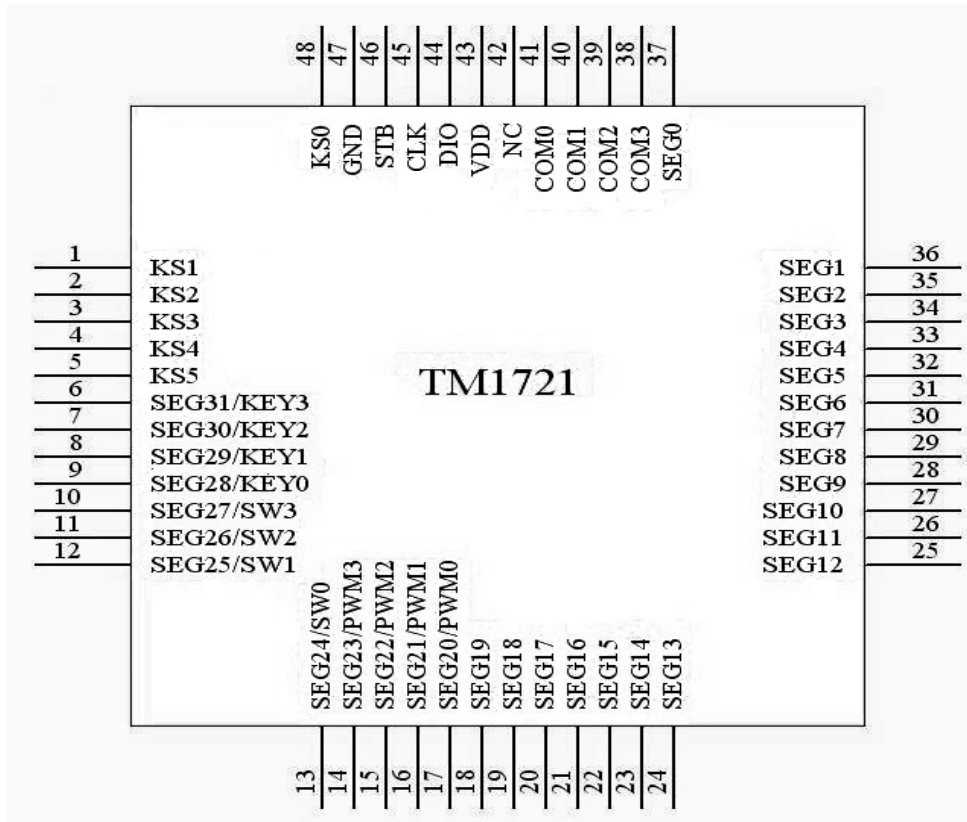 48 47 46 45 44 43 42 41 40 39 38 37
KS0 GND STB CLK DIO VDD NC COM0 COM1 COM2 COM3 SEG0
1 KS1
2 KS2
3 KS3
4 KS4
5 KS5
6 SEG31/KEY3
7 SEG30/KEY2
8 SEG29/KEY1
9 SEG28/KEY0
10 SEG27/SW3
11 SEG26/SW2
12 SEG25/SW1
TM1721
SEG1 36
SEG2 35
SEG3 34
SEG4 33
SEG5 32
SEG6 31
SEG7 30
SEG8 29
SEG9 28
SEG10 27
SEG11 26
SEG12 25
SEG24/SW0 SEG23/PWM3 SEG22/PWM2 SEG21/PWM1 SEG20/PWM0 SEG19 SEG18 SEG17 SEG16 SEG15 SEG14 SEG13
13 14 15 16 17 18 19 20 21 22 23 24